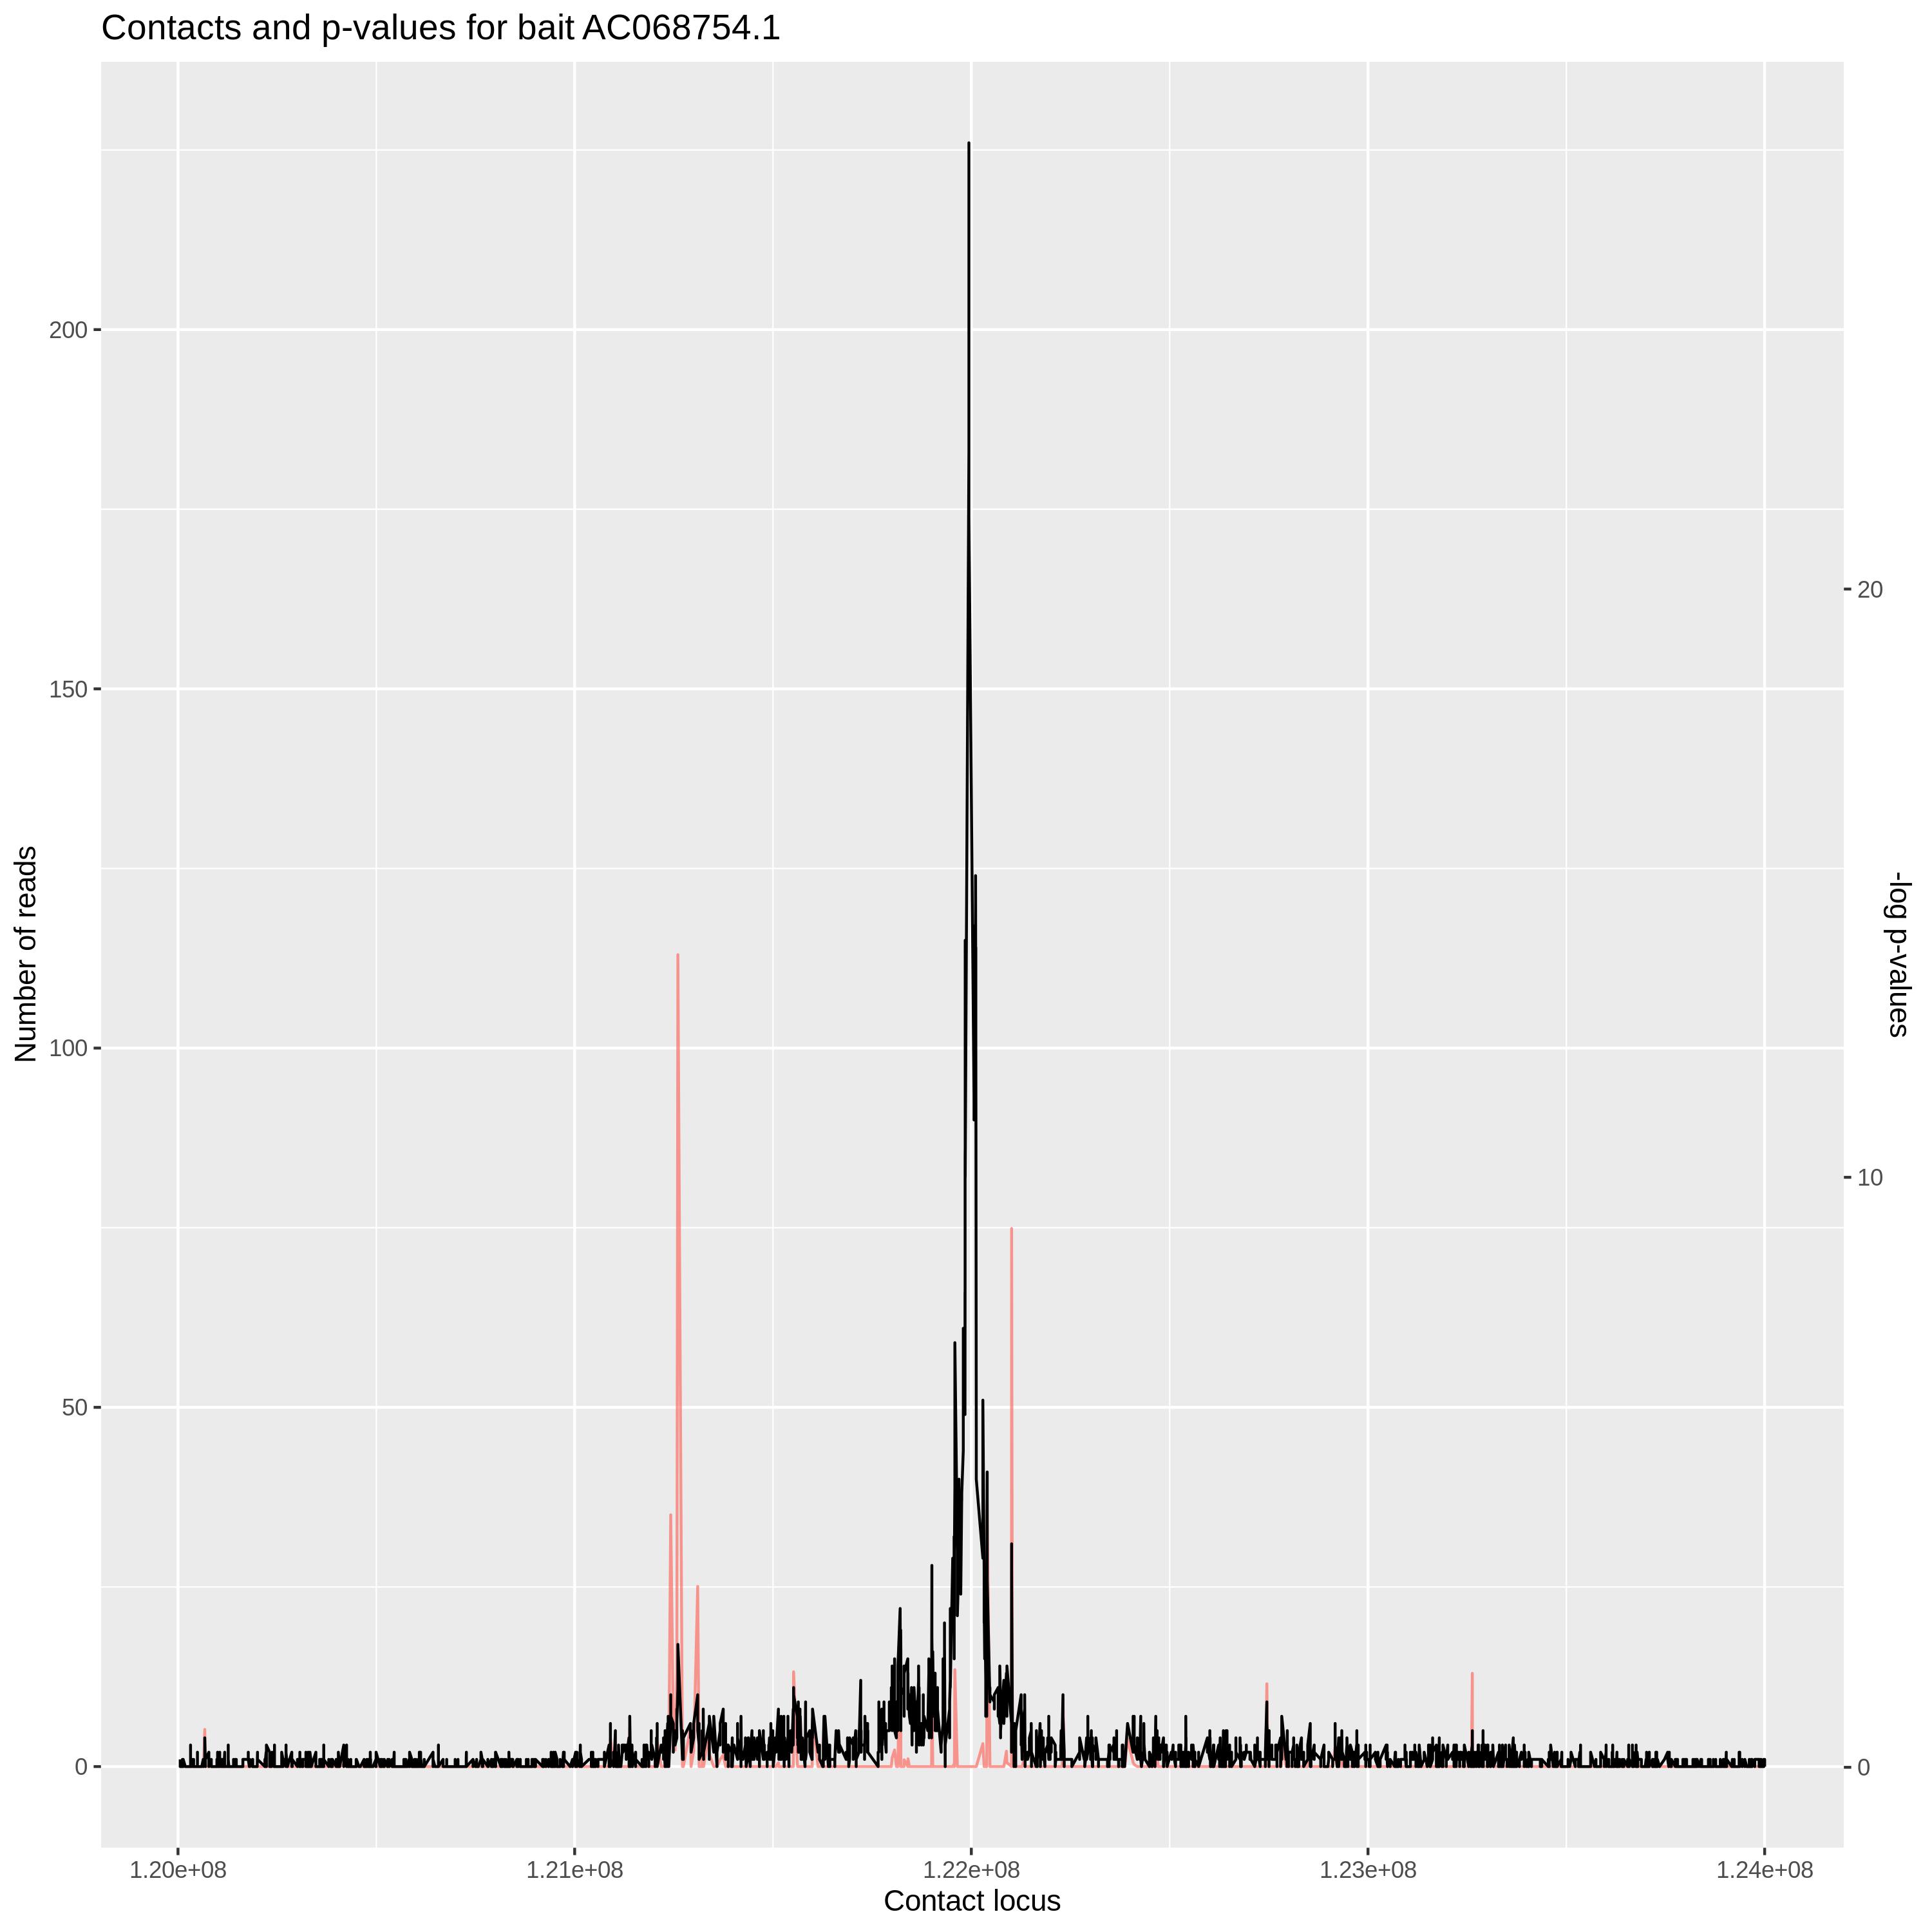 Contacts and p-values for bait AC068754.1
200
150
100
50
0
Number of reads
20
10
0
-log p-values
1.20e+08
1.21e+08
1.22e+08
1.23e+08
1.24e+08
Contact locus